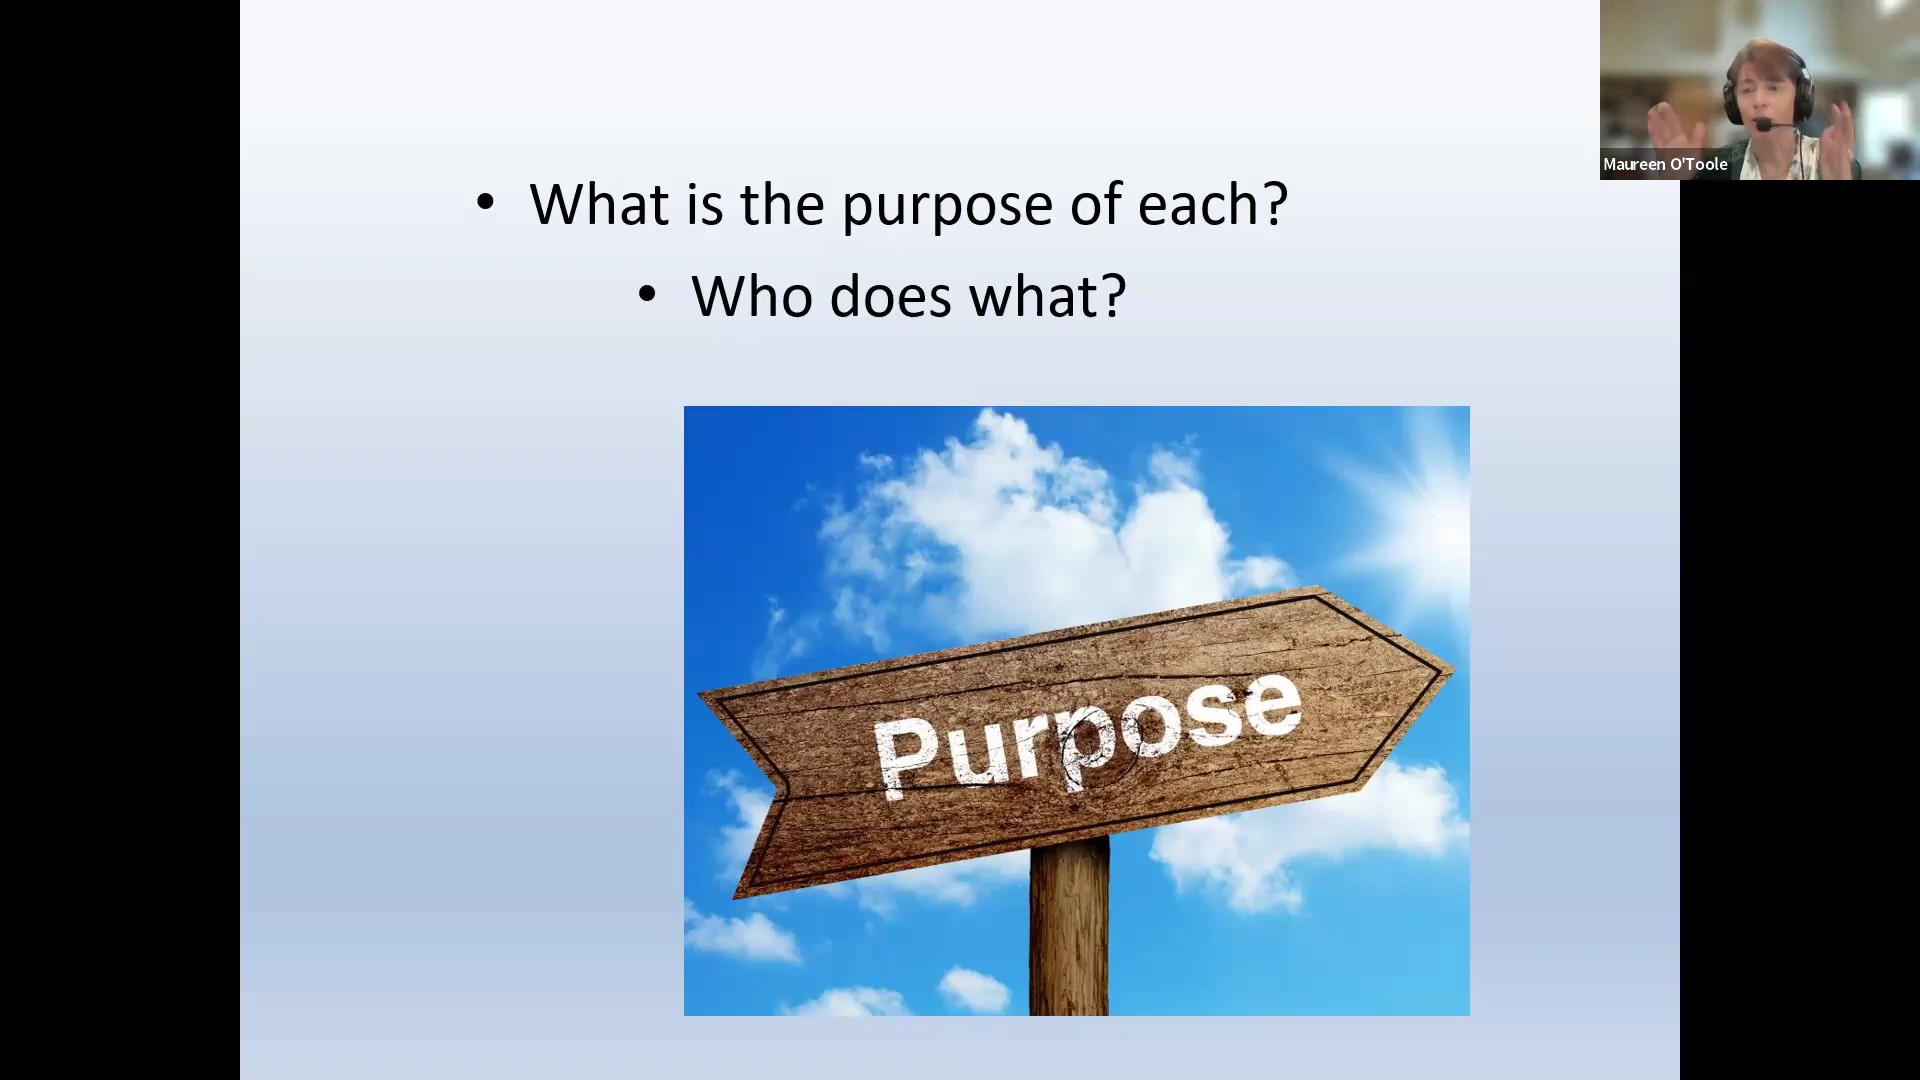 • What is the purpose of each?
• Who does what?
Maureen O'Toole
Purpose